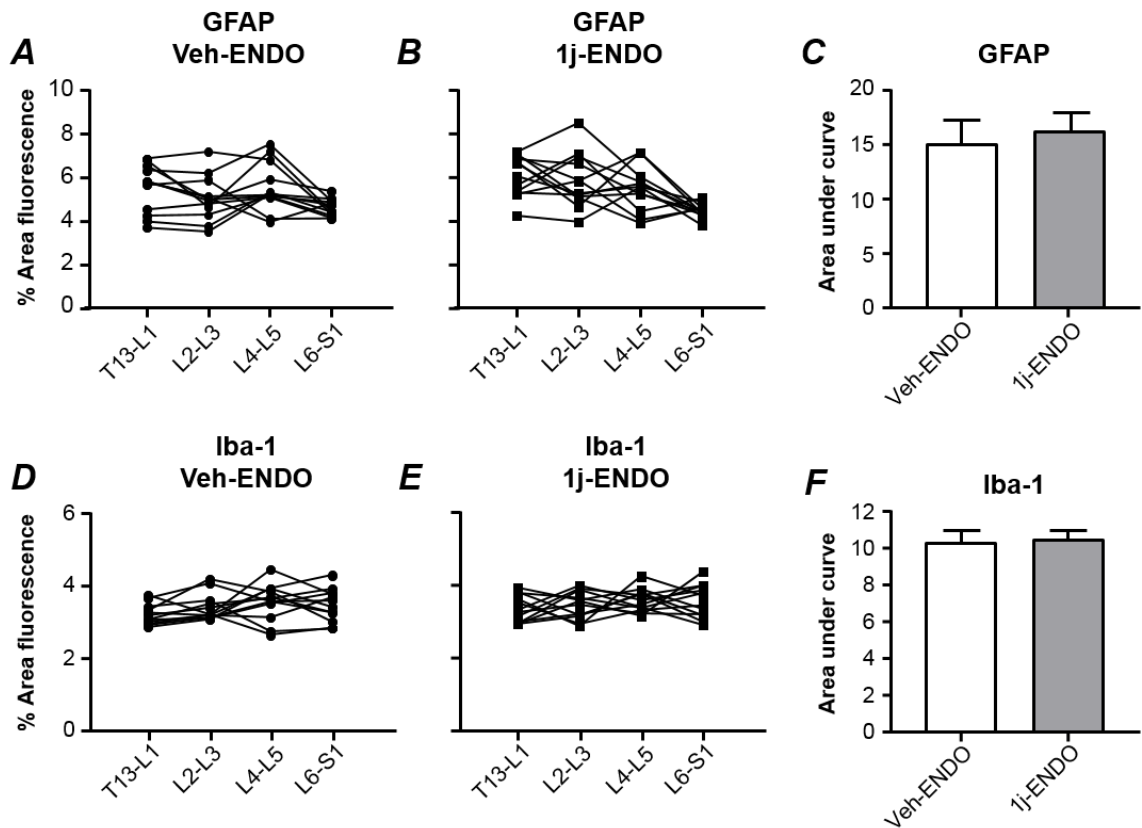 A
GFAP
Veh-ENDO
% Area fluorescence
10
8
6
4
2
0
T13-L1
L2-L3
L4-L5
L6-S1
B
GFAP
1j-ENDO
T13-L1
L2-L3
L4-L5
L6-S1
C
GFAP
Area under curve
20
15
10
5
0
Veh-ENDO
1j-ENDO
D
Iba-1
Veh-ENDO
% Area fluorescence
6
4
2
0
T13-L1
L2-L3
L4-L5
L6-S1
E
Iba-1
1j-ENDO
T13-L1
L2-L3
L4-L5
L6-S1
F
Iba-1
Area under curve
12
10
8
6
4
2
0
Veh-ENDO
1j-ENDO